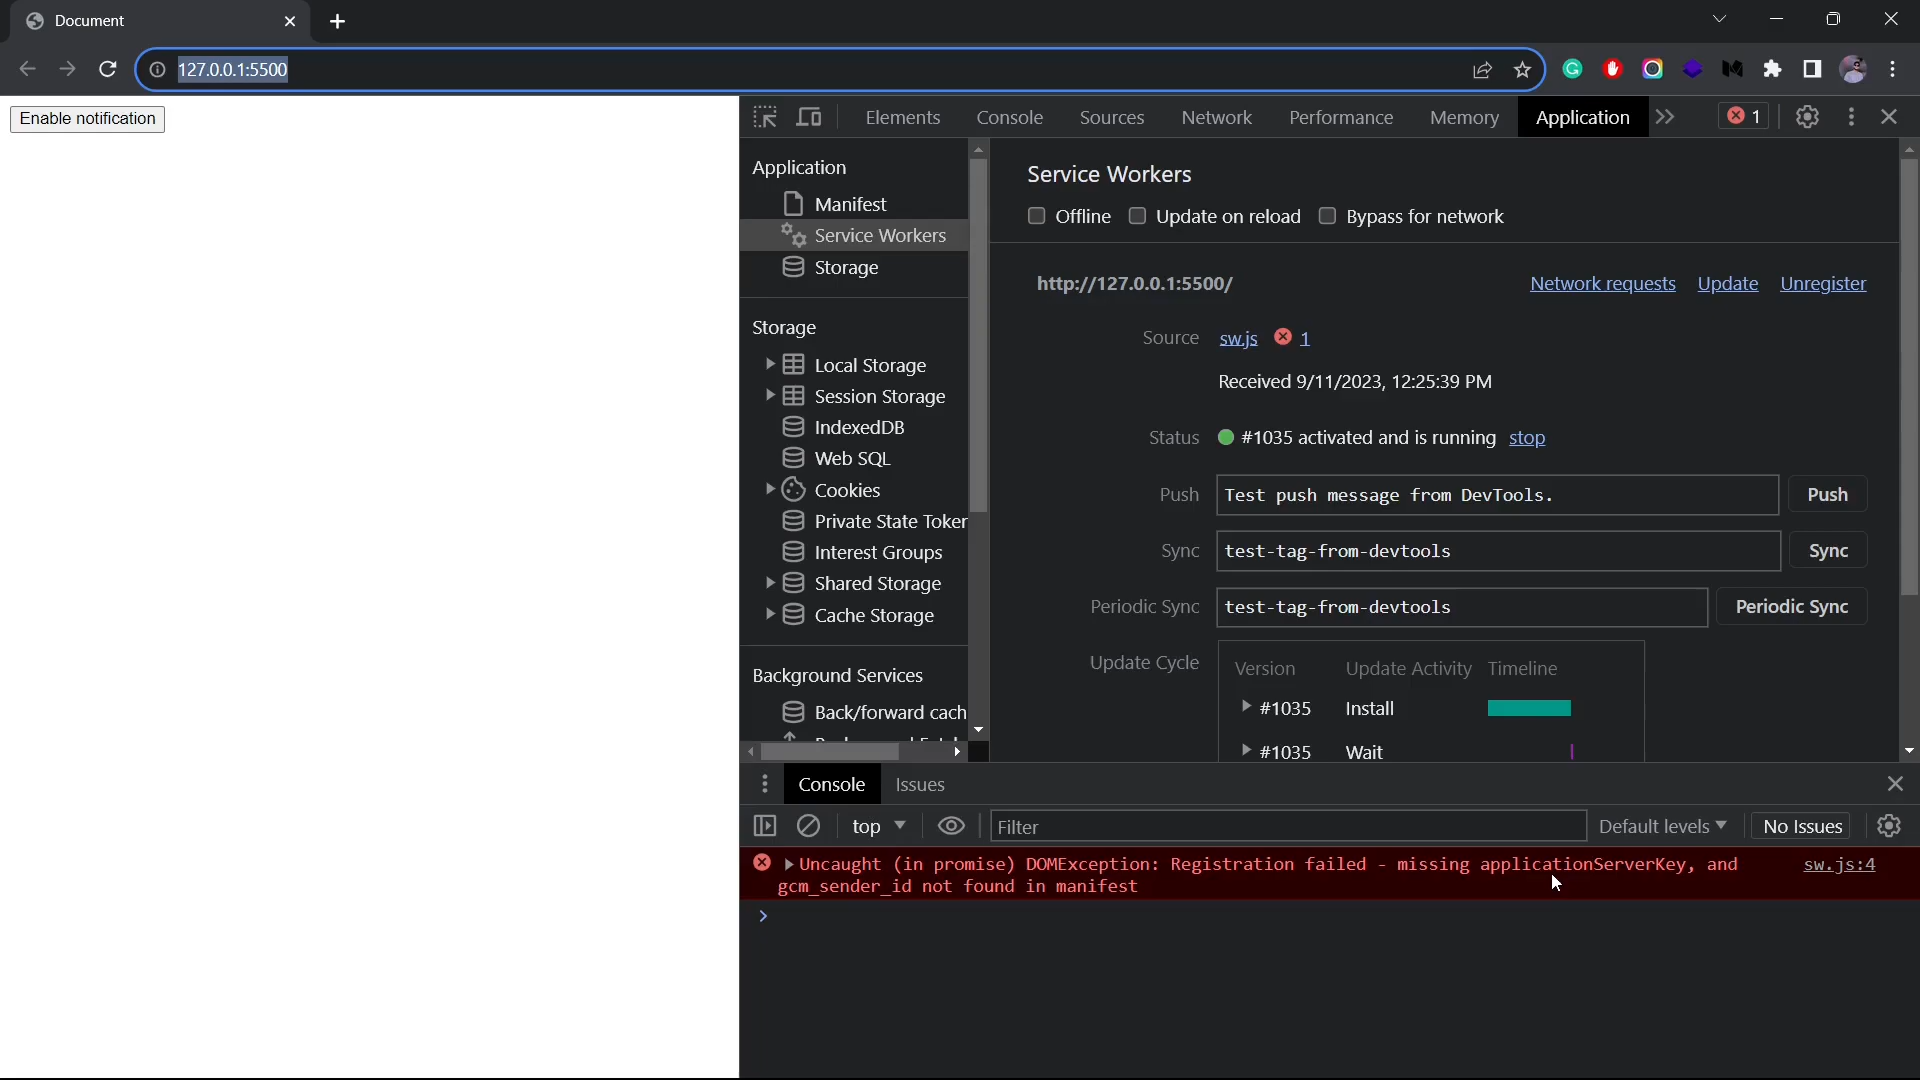 Document
127.0.0.1:5500
Enable notification
Elements Console Sources Network Performance Memory Application 1
Application
Manifest
Service Workers
Storage
Storage
Local Storage
Session Storage
IndexedDB
Web SQL
Cookies
Private State Toker
Interest Groups
Shared Storage
Cache Storage
Background Services
Back/forward cach
Service Workers
Offline Update on reload Bypass for network
http://127.0.0.1:5500/ Network requests Update Unregister
Source sw.js 1
Received 9/11/2023, 12:25:39 PM
Status #1035 activated and is running stop
Push Test push message from DevTools. Push
Sync test-tag-from-devtools Sync
Periodic Sync test-tag-from-devtools Periodic Sync
Update Cycle Version Update Activity Timeline
#1035 Install
#1035 Wait
Console Issues
top Filter Default levels No Issues
Uncaught (in promise) DOMException: Registration failed - missing applicationServerKey, and sw.js:4
gcm_sender_id not found in manifest